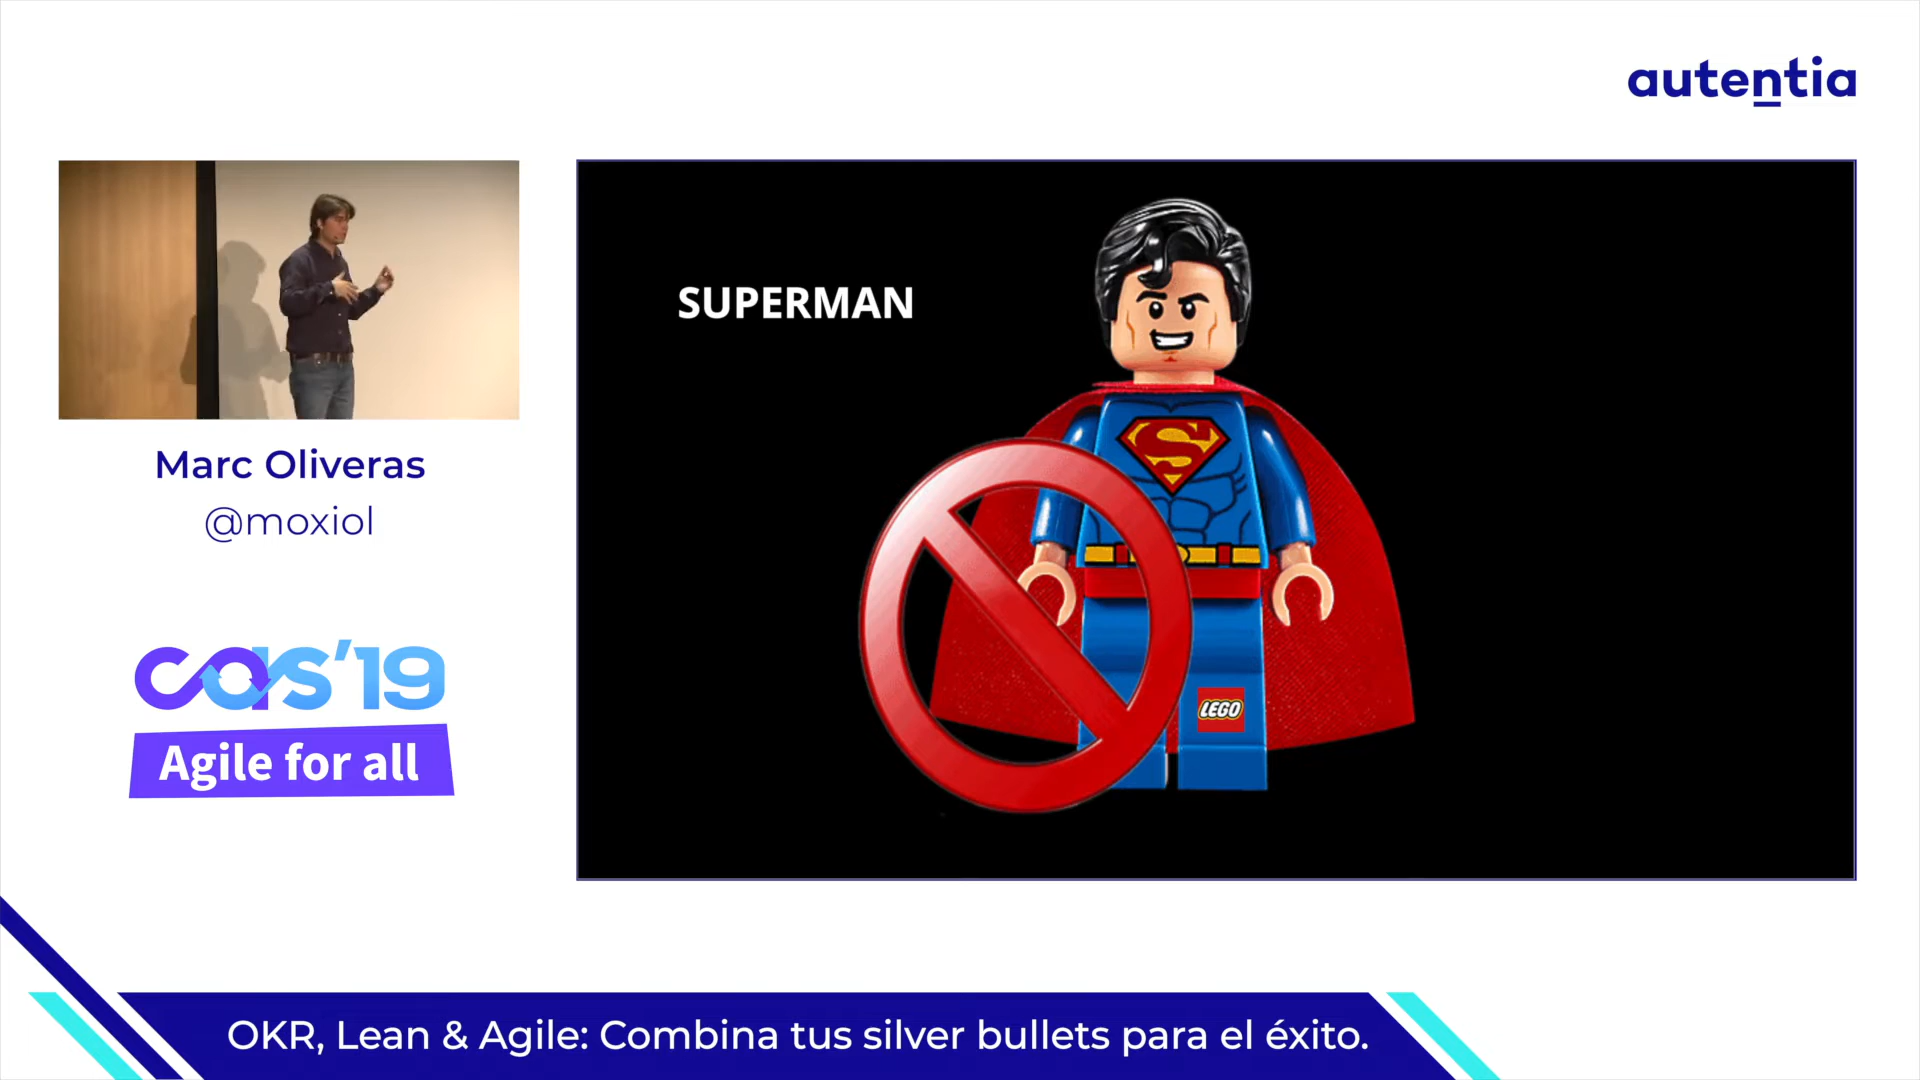 autentia
SUPERMAN
S
LEGO
Marc Oliveras
@moxiol
cas'19
Agile for all
OKR, Lean & Agile: Combina tus silver bullets para el éxito.